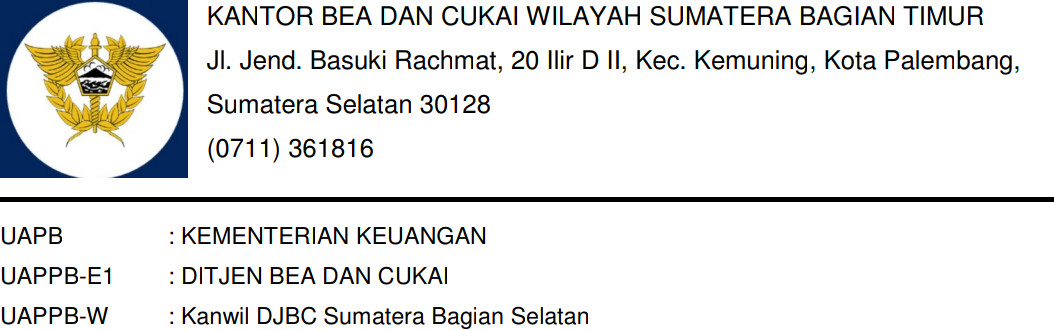 KANTOR BEA DAN CUKAI WILAYAH SUMATERA BAGIAN TIMUR
Jl. Jend. Basuki Rachmat, 20 Ilir D II, Kec. Kemuning, Kota Palembang,
Sumatera Selatan 30128
(0711) 361816
UAPB : KEMENTERIAN KEUANGAN
UAPPB-E1 : DITJEN BEA DAN CUKAI
UAPPB-W : Kanwil DJBC Sumatera Bagian Selatan